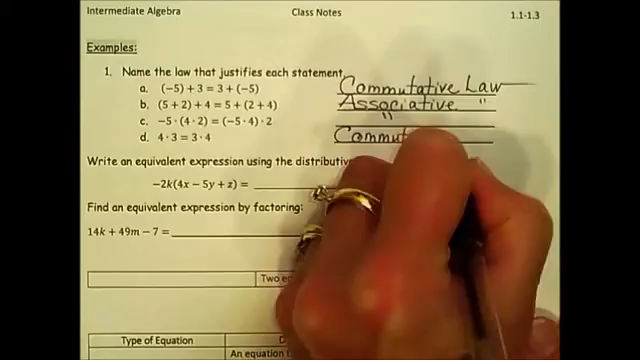 Intermediate Algebra Class Notes 1.1-1.3
Examples:
1. Name the law that justifies each statement.
a. (−5) + 3 = 3 + (−5) Commutative Law
b. (5 + 2) + 4 = 5 + (2 + 4) Associative "
c. −5 · (4 · 2) = (−5 · 4) · 2 "
d. 4 · 3 = 3 · 4 Commut
Write an equivalent expression using the distributiv
−2k(4x − 5y + z) =
Find an equivalent expression by factoring:
14k + 49m − 7 =
Two e
Type of Equation D
An equation